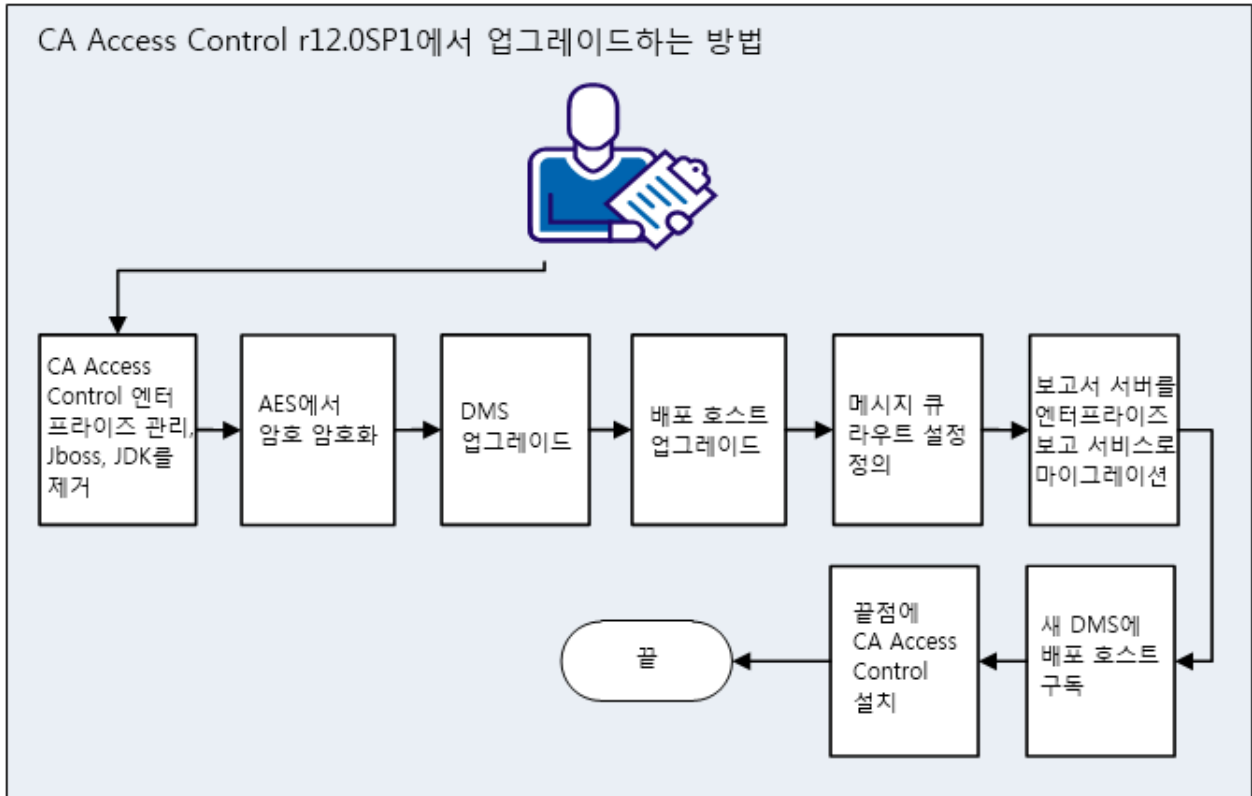 CA Access Control r12.0SP1에서 업그레이드하는 방법
CA Access
Control 엔터
프라이즈 관리,
Jboss, JDK를
제거
AES에서
암호 암호화
DMS
업그레이드
배포 호스트
업그레이드
메시지 큐
라우트 설정
정의
보고서 서버를
엔터프라이즈
보고 서비스로
마이그레이션
새 DMS에
배포 호스트
구독
끝점에
CA Access
Control
설치
끝